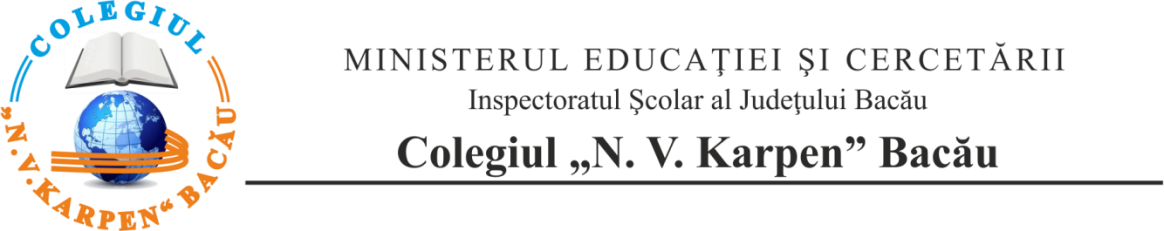 COLEGIUL
„N.V.KARPEN“ BACĂU
MINISTERUL EDUCAŢIEI ŞI CERCETĂRII
Inspectoratul Şcolar al Judeţului Bacău
Colegiul „N. V. Karpen” Bacău